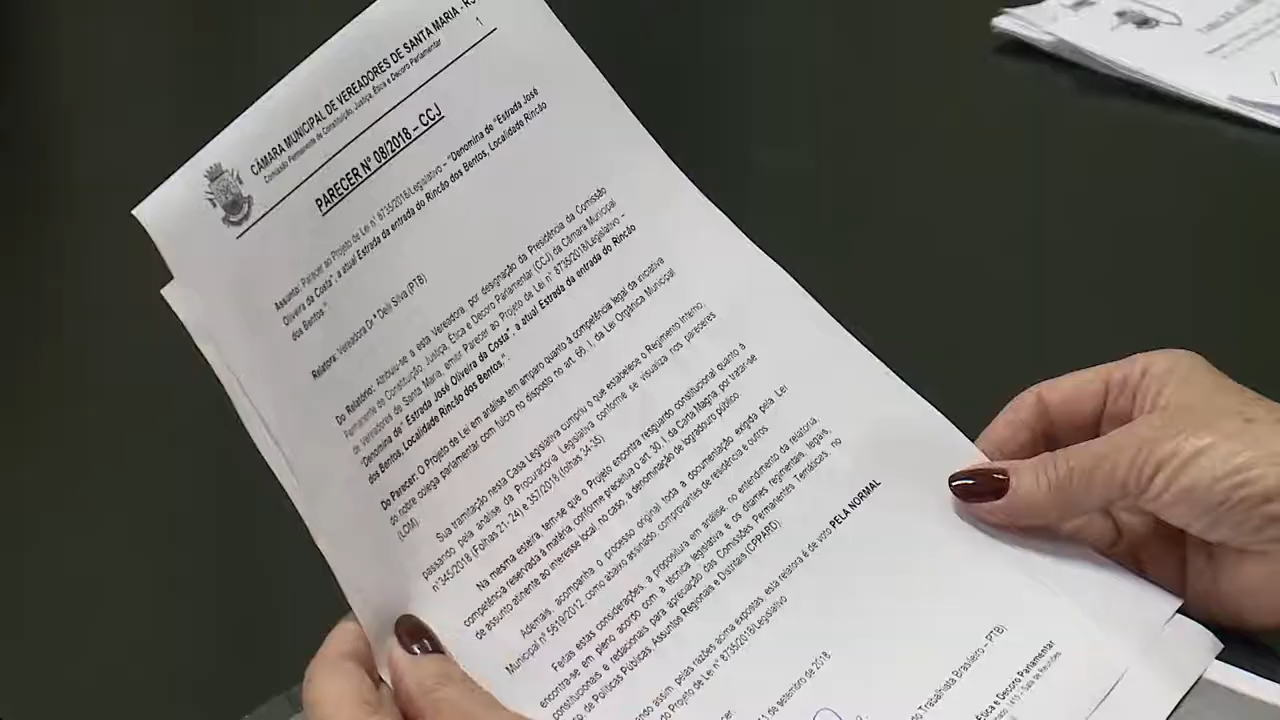 CÂMARA MUNICIPAL DE VEREADORES DE SANTA MARIA - RS
Comissão Permanente de Constituição, Justiça, Ética e Decoro Parlamentar
1
PARECER Nº 08/2018 – CCJ
Assunto: Parecer ao Projeto de Lei n° 8735/2018/Legislativo – "Denomina de "Estrada José
Oliveira da Costa", a atual Estrada da entrada do Rincão dos Bentos, Localidade Rincão
dos Bentos."
Relatora: Vereadora Dr.ª Deili Silva (PTB)
Do Relatório: Atribuiu-se a esta Vereadora, por designação da Presidência da Comissão
Permanente de Constituição, Justiça, Ética e Decoro Parlamentar (CCJ) da Câmara Municipal
de Vereadores de Santa Maria, emitir Parecer ao Projeto de Lei n° 8735/2018/Legislativo –
Denomina de" Estrada José Oliveira da Costa", a atual Estrada da entrada do Rincão
dos Bentos, Localidade Rincão dos Bentos.".
Do Parecer: O Projeto de Lei em análise tem amparo quanto à competência legal da iniciativa
do nobre colega parlamentar com fulcro no disposto no art. 66, I, da Lei Orgânica Municipal
(LOM).
Sua tramitação nesta Casa Legislativa cumpriu o que estabelece o Regimento Interno,
passando pela análise da Procuradoria Legislativa conforme se visualiza nos pareceres
n°345/2018 (Folhas 21- 24) e 357/2018 (folhas 34-35)
Na mesma esteira, tem-se que o Projeto encontra resguardo constitucional quanto à
competência reservada à matéria, conforme preceitura o art. 30, I, da Carta Magna, por tratar-se
de assunto atinente ao interesse local no caso, a denominação de logradouro público.
Ademais, acompanha o processo original toda a documentação exigida pela Lei
Municipal nº 5619/2012, como abaixo assinado, comprovantes de residência e outros.
Feitas estas considerações, a propositura em análise, no entendimento da relatoria,
encontra-se em pleno acordo com a técnica legislativa e os ditames regimentais, legais,
constitucionais e redacionais para apreciação das Comissões Permanentes Temáticas, no
de Políticas Públicas, Assuntos Regionais e Distritais (CPPARD).
assim, pelas razões acima expostas, esta relatora é de voto PELA NORMAL
do Projeto de Lei n° 8735/2018/Legislativo
de setembro de 2018.
do Trabalhista Brasileiro – PTB)
Ética e Decoro Parlamentar
Sala de Reuniões